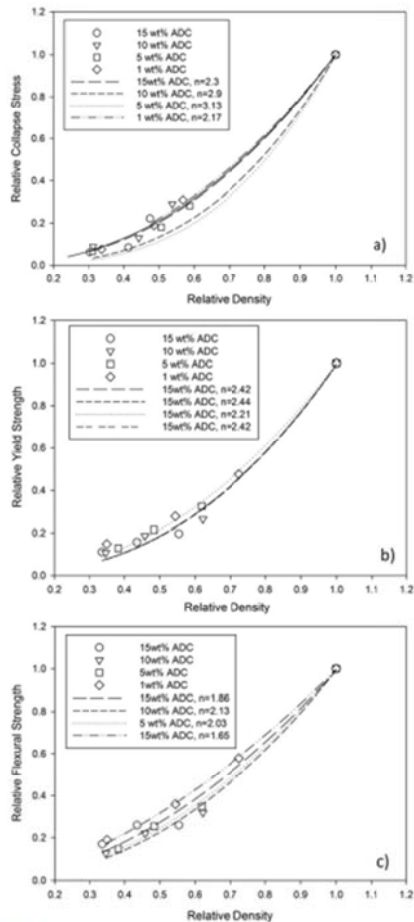 1.2
15 wt% ADC
10 wt% ADC
1.0
5 wt% ADC
1 wt% ADC
15wt% ADC, n=2.3
0.8
10 wt% ADC, n=2.9
5 wt% ADC, n=3.13
1 wt% ADC, n=2.17
0.6
Relative Collapse Stress
0.4
0.2
a)
0.0
0.2 0.3 0.4 0.5 0.6 0.7 0.8 0.9 1.0 1.1 1.2
Relative Density
1.2
15 wt% ADC
10 wt% ADC
1.0
5 wt% ADC
1 wt% ADC
15wt% ADC, n=2.42
0.8
15wt% ADC, n=2.44
15wt% ADC, n=2.21
15wt% ADC, n=2.42
0.6
Relative Yield Strength
0.4
0.2
b)
0.0
0.2 0.3 0.4 0.5 0.6 0.7 0.8 0.9 1.0 1.1 1.2
Relative Density
1.2
15wt% ADC
10wt% ADC
1.0
5wt% ADC
1wt% ADC
15wt% ADC, n=1.86
0.8
10wt% ADC, n=2.13
5 wt% ADC, n=2.03
15wt% ADC, n=1.65
0.6
Relative Flexural Strength
0.4
0.2
c)
0.0
0.2 0.3 0.4 0.5 0.6 0.7 0.8 0.9 1.0 1.1 1.2
Relative Density